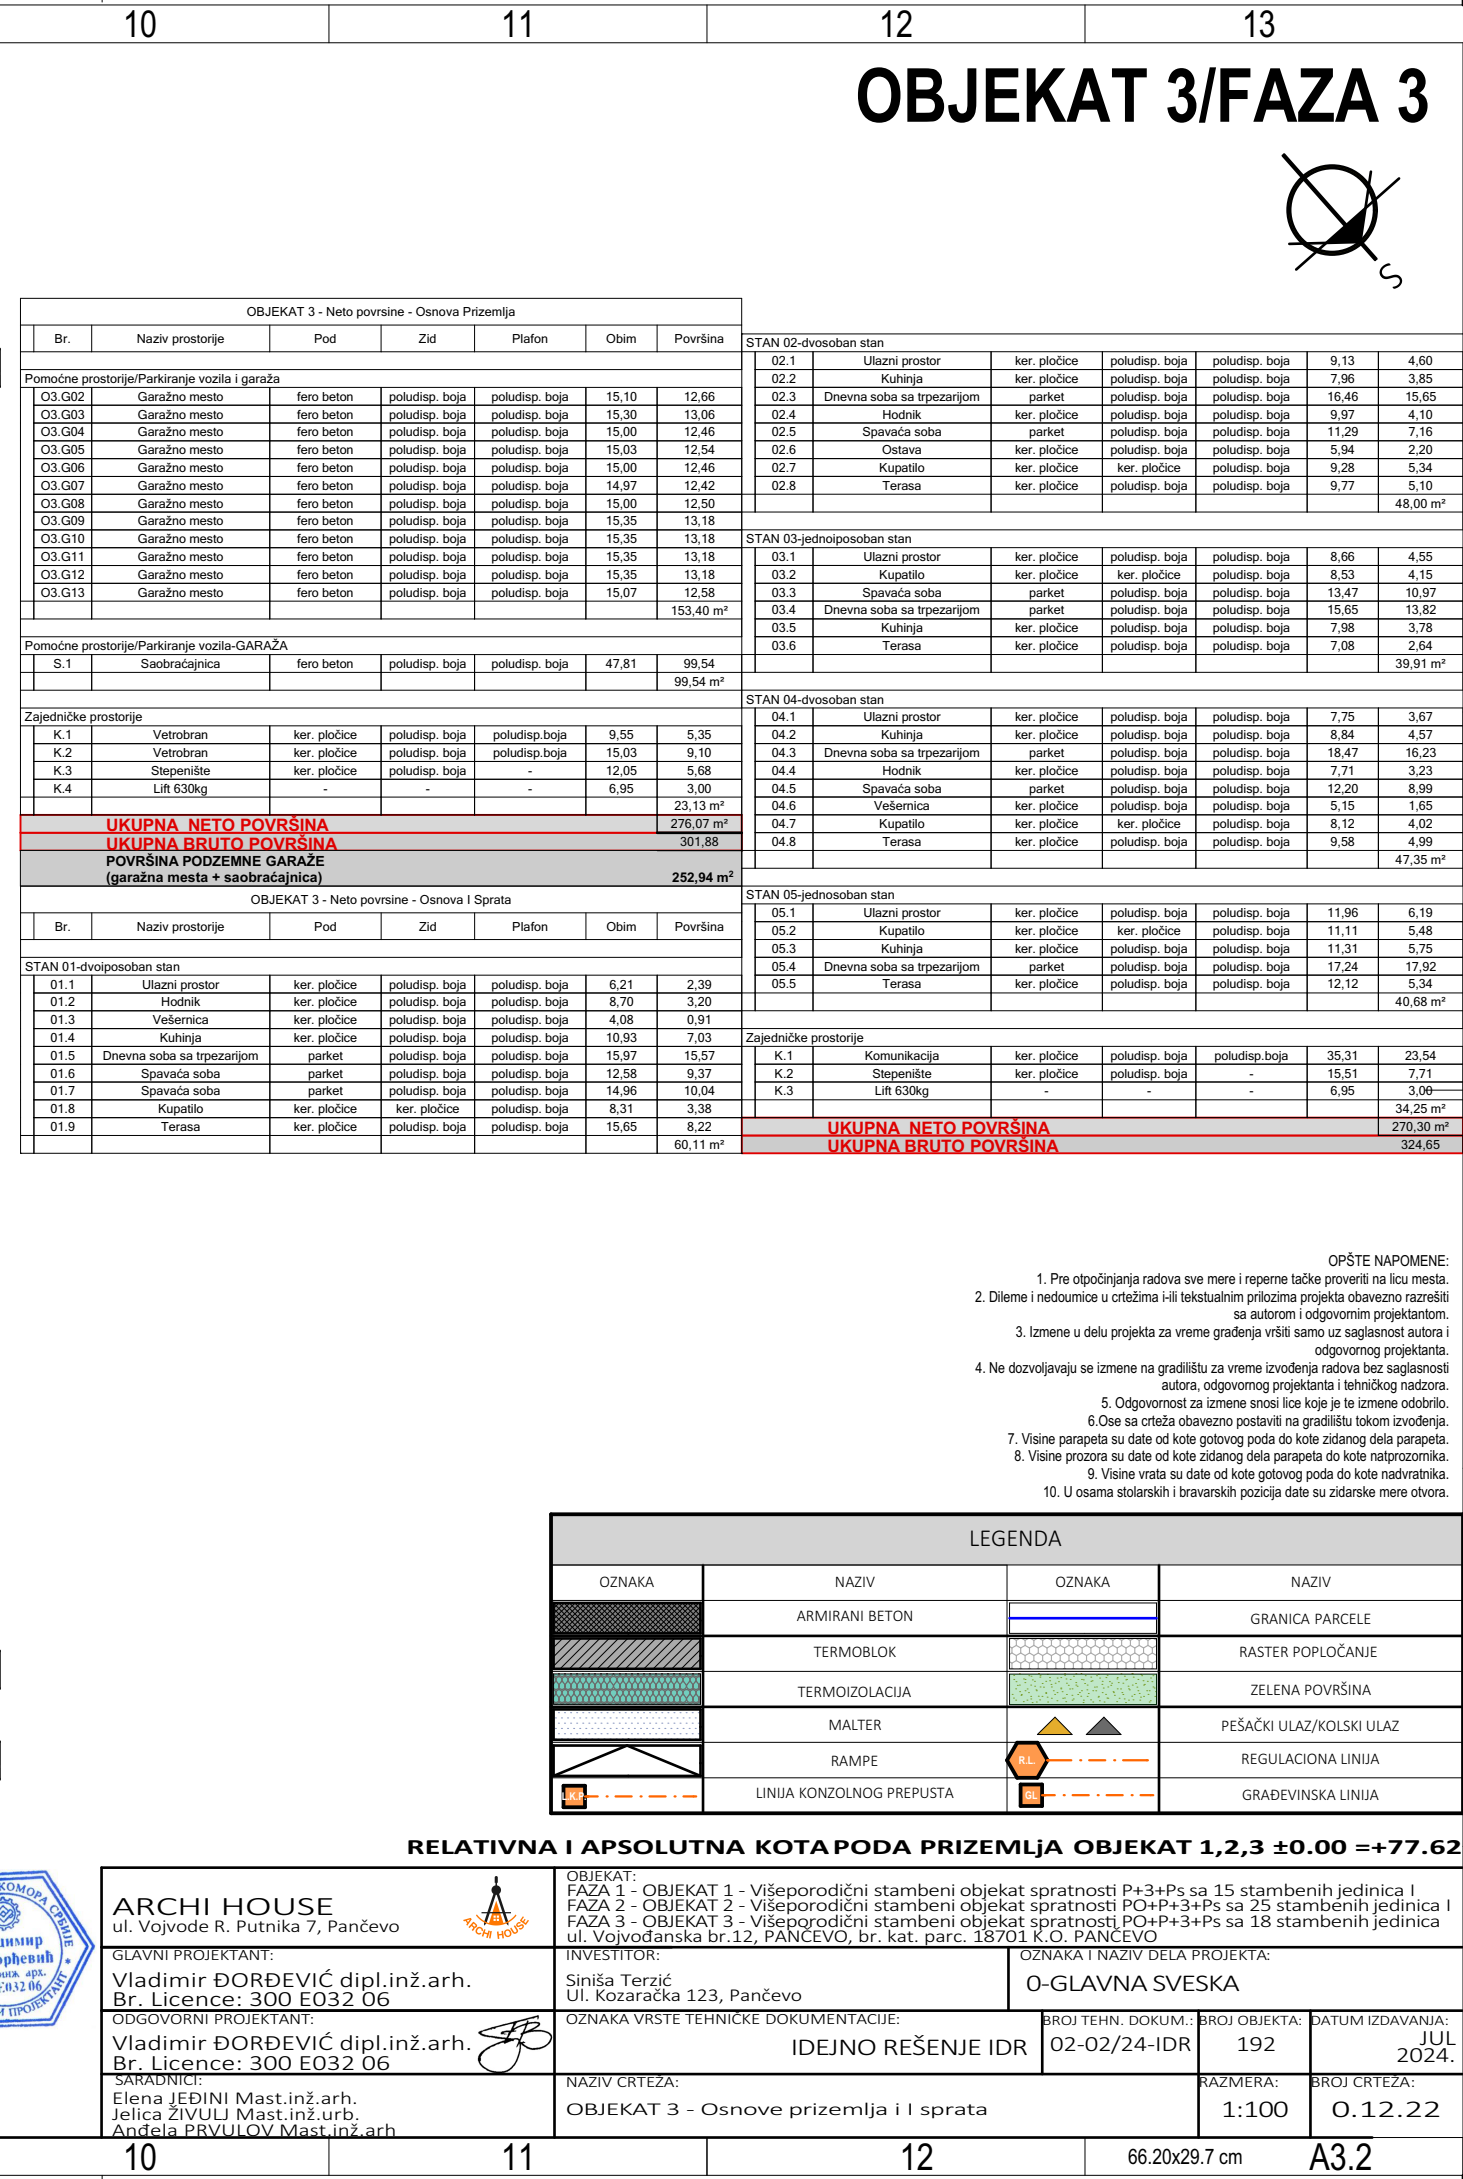 10 11 12 13
OBJEKAT 3/FAZA 3
S
OBJEKAT 3 - Neto povrsine - Osnova Prizemlja
Br. Naziv prostorije Pod Zid Plafon Obim Površina
Pomoćne prostorije/Parkiranje vozila i garaža
O3.G02 Garažno mesto fero beton poludisp. boja poludisp. boja 15,10 12,66
O3.G03 Garažno mesto fero beton poludisp. boja poludisp. boja 15,30 13,06
O3.G04 Garažno mesto fero beton poludisp. boja poludisp. boja 15,00 12,46
O3.G05 Garažno mesto fero beton poludisp. boja poludisp. boja 15,03 12,54
O3.G06 Garažno mesto fero beton poludisp. boja poludisp. boja 15,00 12,46
O3.G07 Garažno mesto fero beton poludisp. boja poludisp. boja 14,97 12,42
O3.G08 Garažno mesto fero beton poludisp. boja poludisp. boja 15,00 12,50
O3.G09 Garažno mesto fero beton poludisp. boja poludisp. boja 15,35 13,18
O3.G10 Garažno mesto fero beton poludisp. boja poludisp. boja 15,35 13,18
O3.G11 Garažno mesto fero beton poludisp. boja poludisp. boja 15,35 13,18
O3.G12 Garažno mesto fero beton poludisp. boja poludisp. boja 15,35 13,18
O3.G13 Garažno mesto fero beton poludisp. boja poludisp. boja 15,07 12,58
153,40 m²
Pomoćne prostorije/Parkiranje vozila-GARAŽA
S.1 Saobraćajnica fero beton poludisp. boja poludisp. boja 47,81 99,54
99,54 m²
Zajedničke prostorije
K.1 Vetrobran ker. pločice poludisp. boja poludisp.boja 9,55 5,35
K.2 Vetrobran ker. pločice poludisp. boja poludisp.boja 15,03 9,10
K.3 Stepenište ker. pločice poludisp. boja - 12,05 5,68
K.4 Lift 630kg - - - 6,95 3,00
23,13 m²
UKUPNA NETO POVRŠINA 276,07 m²
UKUPNA BRUTO POVRŠINA 301,88
POVRŠINA PODZEMNE GARAŽE
(garažna mesta + saobraćajnica) 252,94 m²
OBJEKAT 3 - Neto povrsine - Osnova I Sprata
Br. Naziv prostorije Pod Zid Plafon Obim Površina
STAN 01-dvoiposoban stan
01.1 Ulazni prostor ker. pločice poludisp. boja poludisp. boja 6,21 2,39
01.2 Hodnik ker. pločice poludisp. boja poludisp. boja 8,70 3,20
01.3 Vešernica ker. pločice poludisp. boja poludisp. boja 4,08 0,91
01.4 Kuhinja ker. pločice poludisp. boja poludisp. boja 10,93 7,03
01.5 Dnevna soba sa trpezarijom parket poludisp. boja poludisp. boja 15,97 15,57
01.6 Spavaća soba parket poludisp. boja poludisp. boja 12,58 9,37
01.7 Spavaća soba parket poludisp. boja poludisp. boja 14,96 10,04
01.8 Kupatilo ker. pločice ker. pločice poludisp. boja 8,31 3,38
01.9 Terasa ker. pločice poludisp. boja poludisp. boja 15,65 8,22
60,11 m²
STAN 02-dvosoban stan
02.1 Ulazni prostor ker. pločice poludisp. boja poludisp. boja 9,13 4,60
02.2 Kuhinja ker. pločice poludisp. boja poludisp. boja 7,96 3,85
02.3 Dnevna soba sa trpezarijom parket poludisp. boja poludisp. boja 16,46 15,65
02.4 Hodnik ker. pločice poludisp. boja poludisp. boja 9,97 4,10
02.5 Spavaća soba parket poludisp. boja poludisp. boja 11,29 7,16
02.6 Ostava ker. pločice poludisp. boja poludisp. boja 5,94 2,20
02.7 Kupatilo ker. pločice ker. pločice poludisp. boja 9,28 5,34
02.8 Terasa ker. pločice poludisp. boja poludisp. boja 9,77 5,10
48,00 m²
STAN 03-jednoiposoban stan
03.1 Ulazni prostor ker. pločice poludisp. boja poludisp. boja 8,66 4,55
03.2 Kupatilo ker. pločice ker. pločice poludisp. boja 8,53 4,15
03.3 Spavaća soba parket poludisp. boja poludisp. boja 13,47 10,97
03.4 Dnevna soba sa trpezarijom parket poludisp. boja poludisp. boja 15,65 13,82
03.5 Kuhinja ker. pločice poludisp. boja poludisp. boja 7,98 3,78
03.6 Terasa ker. pločice poludisp. boja poludisp. boja 7,08 2,64
39,91 m²
STAN 04-dvosoban stan
04.1 Ulazni prostor ker. pločice poludisp. boja poludisp. boja 7,75 3,67
04.2 Kuhinja ker. pločice poludisp. boja poludisp. boja 8,84 4,57
04.3 Dnevna soba sa trpezarijom parket poludisp. boja poludisp. boja 18,47 16,23
04.4 Hodnik ker. pločice poludisp. boja poludisp. boja 7,71 3,23
04.5 Spavaća soba parket poludisp. boja poludisp. boja 12,20 8,99
04.6 Vešernica ker. pločice poludisp. boja poludisp. boja 5,15 1,65
04.7 Kupatilo ker. pločice ker. pločice poludisp. boja 8,12 4,02
04.8 Terasa ker. pločice poludisp. boja poludisp. boja 9,58 4,99
47,35 m²
STAN 05-jednosoban stan
05.1 Ulazni prostor ker. pločice poludisp. boja poludisp. boja 11,96 6,19
05.2 Kupatilo ker. pločice ker. pločice poludisp. boja 11,11 5,48
05.3 Kuhinja ker. pločice poludisp. boja poludisp. boja 11,31 5,75
05.4 Dnevna soba sa trpezarijom parket poludisp. boja poludisp. boja 17,24 17,92
05.5 Terasa ker. pločice poludisp. boja poludisp. boja 12,12 5,34
40,68 m²
Zajedničke prostorije
K.1 Komunikacija ker. pločice poludisp. boja poludisp.boja 35,31 23,54
K.2 Stepenište ker. pločice poludisp. boja - 15,51 7,71
K.3 Lift 630kg - - - 6,95 3,00
34,25 m²
UKUPNA NETO POVRŠINA 270,30 m²
UKUPNA BRUTO POVRŠINA 324,65
OPŠTE NAPOMENE:
1. Pre otpočinjanja radova sve mere i reperne tačke proveriti na licu mesta.
2. Dileme i nedoumice u crtežima i-ili tekstualnim prilozima projekta obavezno razrešiti
sa autorom i odgovornim projektantom.
3. Izmene u delu projekta za vreme građenja vršiti samo uz saglasnost autora i
odgovornog projektanta.
4. Ne dozvoljavaju se izmene na gradilištu za vreme izvođenja radova bez saglasnosti
autora, odgovornog projektanta i tehničkog nadzora.
5. Odgovornost za izmene snosi lice koje je te izmene odobrilo.
6.Ose sa crteža obavezno postaviti na gradilištu tokom izvođenja.
7. Visine parapeta su date od kote gotovog poda do kote zidanog dela parapeta.
8. Visine prozora su date od kote zidanog dela parapeta do kote natprozornika.
9. Visine vrata su date od kote gotovog poda do kote nadvratnika.
10. U osama stolarskih i bravarskih pozicija date su zidarske mere otvora.
LEGENDA
OZNAKA NAZIV OZNAKA NAZIV
ARMIRANI BETON GRANICA PARCELE
TERMOBLOK RASTER POPLOČANJE
TERMOIZOLACIJA ZELENA POVRŠINA
MALTER PEŠAČKI ULAZ/KOLSKI ULAZ
RAMPE R.L. REGULACIONA LINIJA
L.K.P. LINIJA KONZOLNOG PREPUSTA GL GRAĐEVINSKA LINIJA
RELATIVNA I APSOLUTNA KOTA PODA PRIZEMLjA OBJEKAT 1,2,3 ±0.00 =+77.62
ARCHI HOUSE
ul. Vojvode R. Putnika 7, Pančevo
ARCHI HOUSE
OBJEKAT:
FAZA 1 - OBJEKAT 1 - Višeporodični stambeni objekat spratnosti P+3+Ps sa 15 stambenih jedinica I
FAZA 2 - OBJEKAT 2 - Višeporodični stambeni objekat spratnosti PO+P+3+Ps sa 25 stambenih jedinica I
FAZA 3 - OBJEKAT 3 - Višeporodični stambeni objekat spratnosti PO+P+3+Ps sa 18 stambenih jedinica
ul. Vojvođanska br.12, PANČEVO, br. kat. parc. 18701 K.O. PANČEVO
GLAVNI PROJEKTANT:
Vladimir ĐORĐEVIĆ dipl.inž.arh.
Br. Licence: 300 E032 06
INVESTITOR:
Siniša Terzić
Ul. Kozaračka 123, Pančevo
OZNAKA I NAZIV DELA PROJEKTA:
0-GLAVNA SVESKA
ODGOVORNI PROJEKTANT:
Vladimir ĐORĐEVIĆ dipl.inž.arh.
Br. Licence: 300 E032 06
OZNAKA VRSTE TEHNIČKE DOKUMENTACIJE:
IDEJNO REŠENJE IDR
BROJ TEHN. DOKUM.:
02-02/24-IDR
BROJ OBJEKTA:
192
DATUM IZDAVANJA:
JUL
2024.
SARADNICI:
Elena JEĐINI Mast.inž.arh.
Jelica ŽIVULJ Mast.inž.urb.
Anđela PRVULOV Mast.inž.arh
NAZIV CRTEŽA:
OBJEKAT 3 - Osnove prizemlja i I sprata
RAZMERA:
1:100
BROJ CRTEŽA:
0.12.22
10 11 12 66.20x29.7 cm A3.2